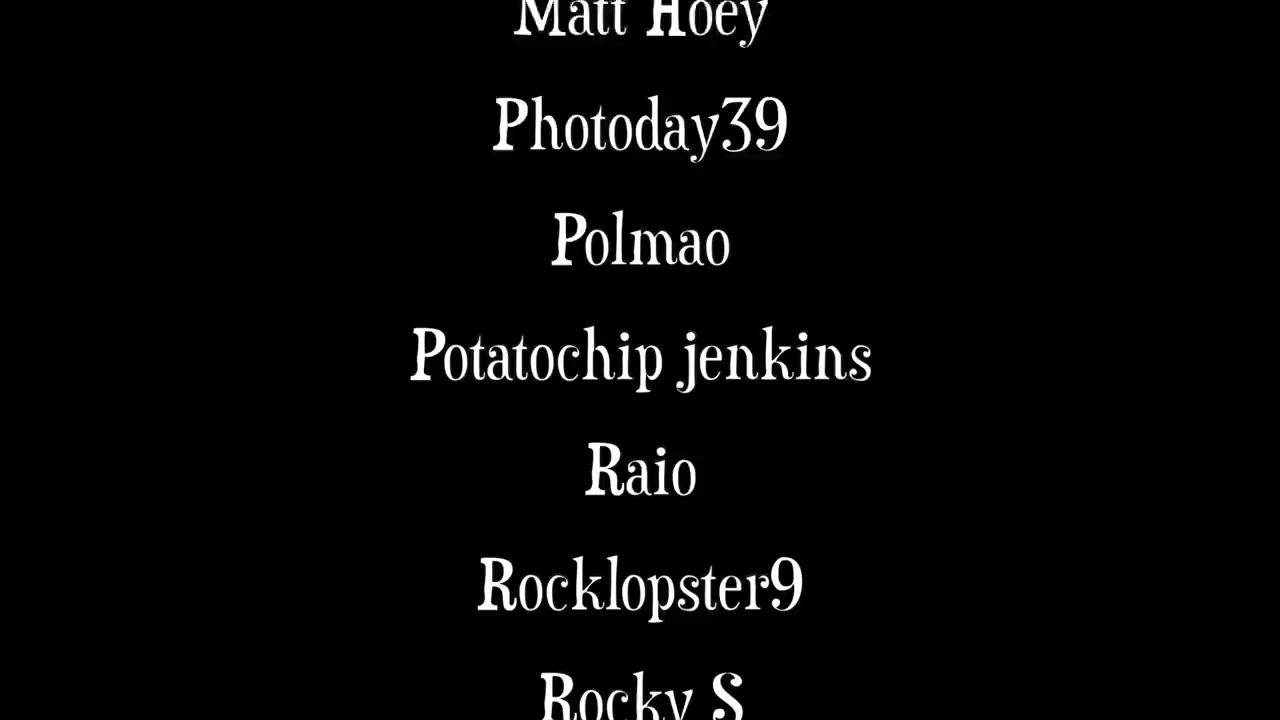 Matt Hoey
Photoday39
Polmao
Potatochip jenkins
Raio
Rocklopster9
Rocky S